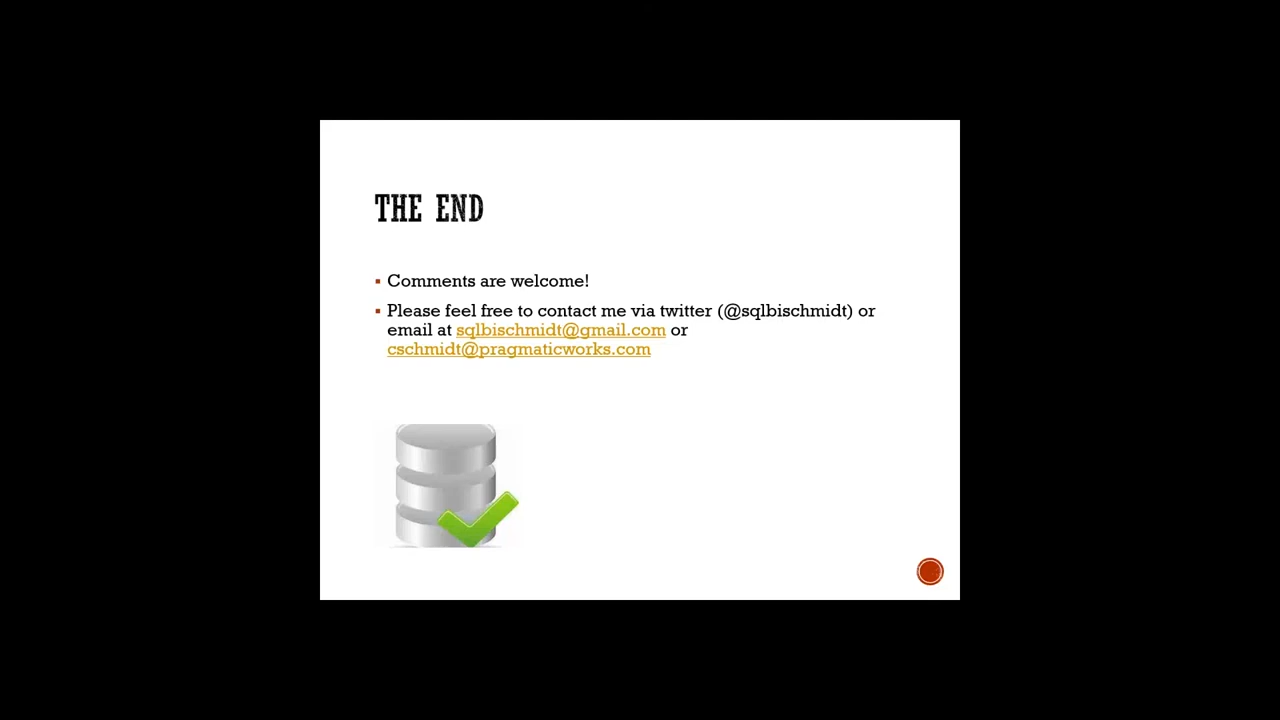 THE END
Comments are welcome!
Please feel free to contact me via twitter (@sqlbischmidt) or
email at sqlbischmidt@gmail.com or
cschmidt@pragmaticworks.com